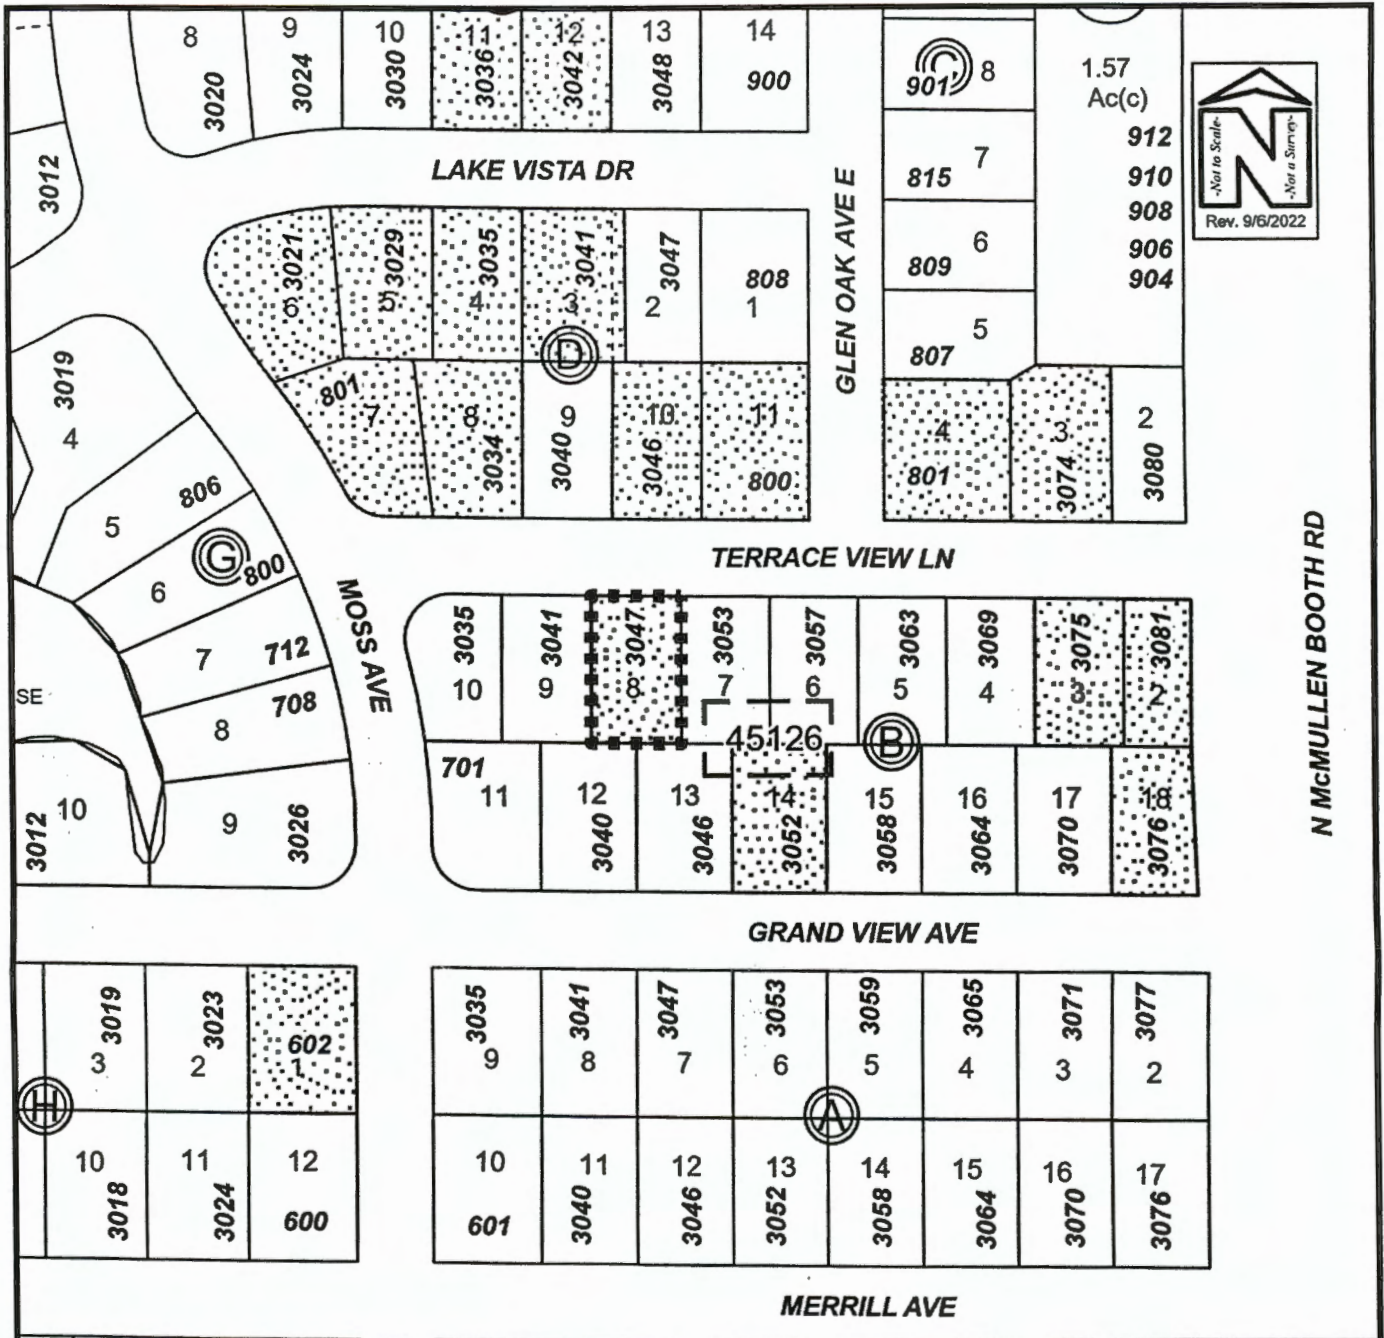 8 9 10 11 12 13 14
3020 3024 3030 3036 3042 3048 900
C
901 8
1.57
Ac(c)
912
910
908
906
904
815 7
809 6
807 5
N
-Not to Scale-
-Not a Survey-
Rev. 9/6/2022
3012
LAKE VISTA DR
GLEN OAK AVE E
3021 3029 3035 3041 3047 808
6 5 4 3 2 1
D
801
7 8 9 10 11
3034 3040 3046 800
4 3 2
801 3074 3080
3019
4
806
5
G
800
6
TERRACE VIEW LN
MOSS AVE
N McMULLEN BOOTH RD
7 712
SE
8 708
3035 3041 3047 3053 3057 3063 3069 3075 3081
10 9 8 7 6 5 4 3 2
45126
B
701
11 12 13 14 15 16 17 18
3040 3046 3052 3058 3064 3070 3076
10 9
3012 3026
GRAND VIEW AVE
3019 3023 602
3 2 1
H
3035 3041 3047 3053 3059 3065 3071 3077
9 8 7 6 5 4 3 2
A
10 11 12
3018 3024 600
10 11 12 13 14 15 16 17
601 3040 3046 3052 3058 3064 3070 3076
MERRILL AVE